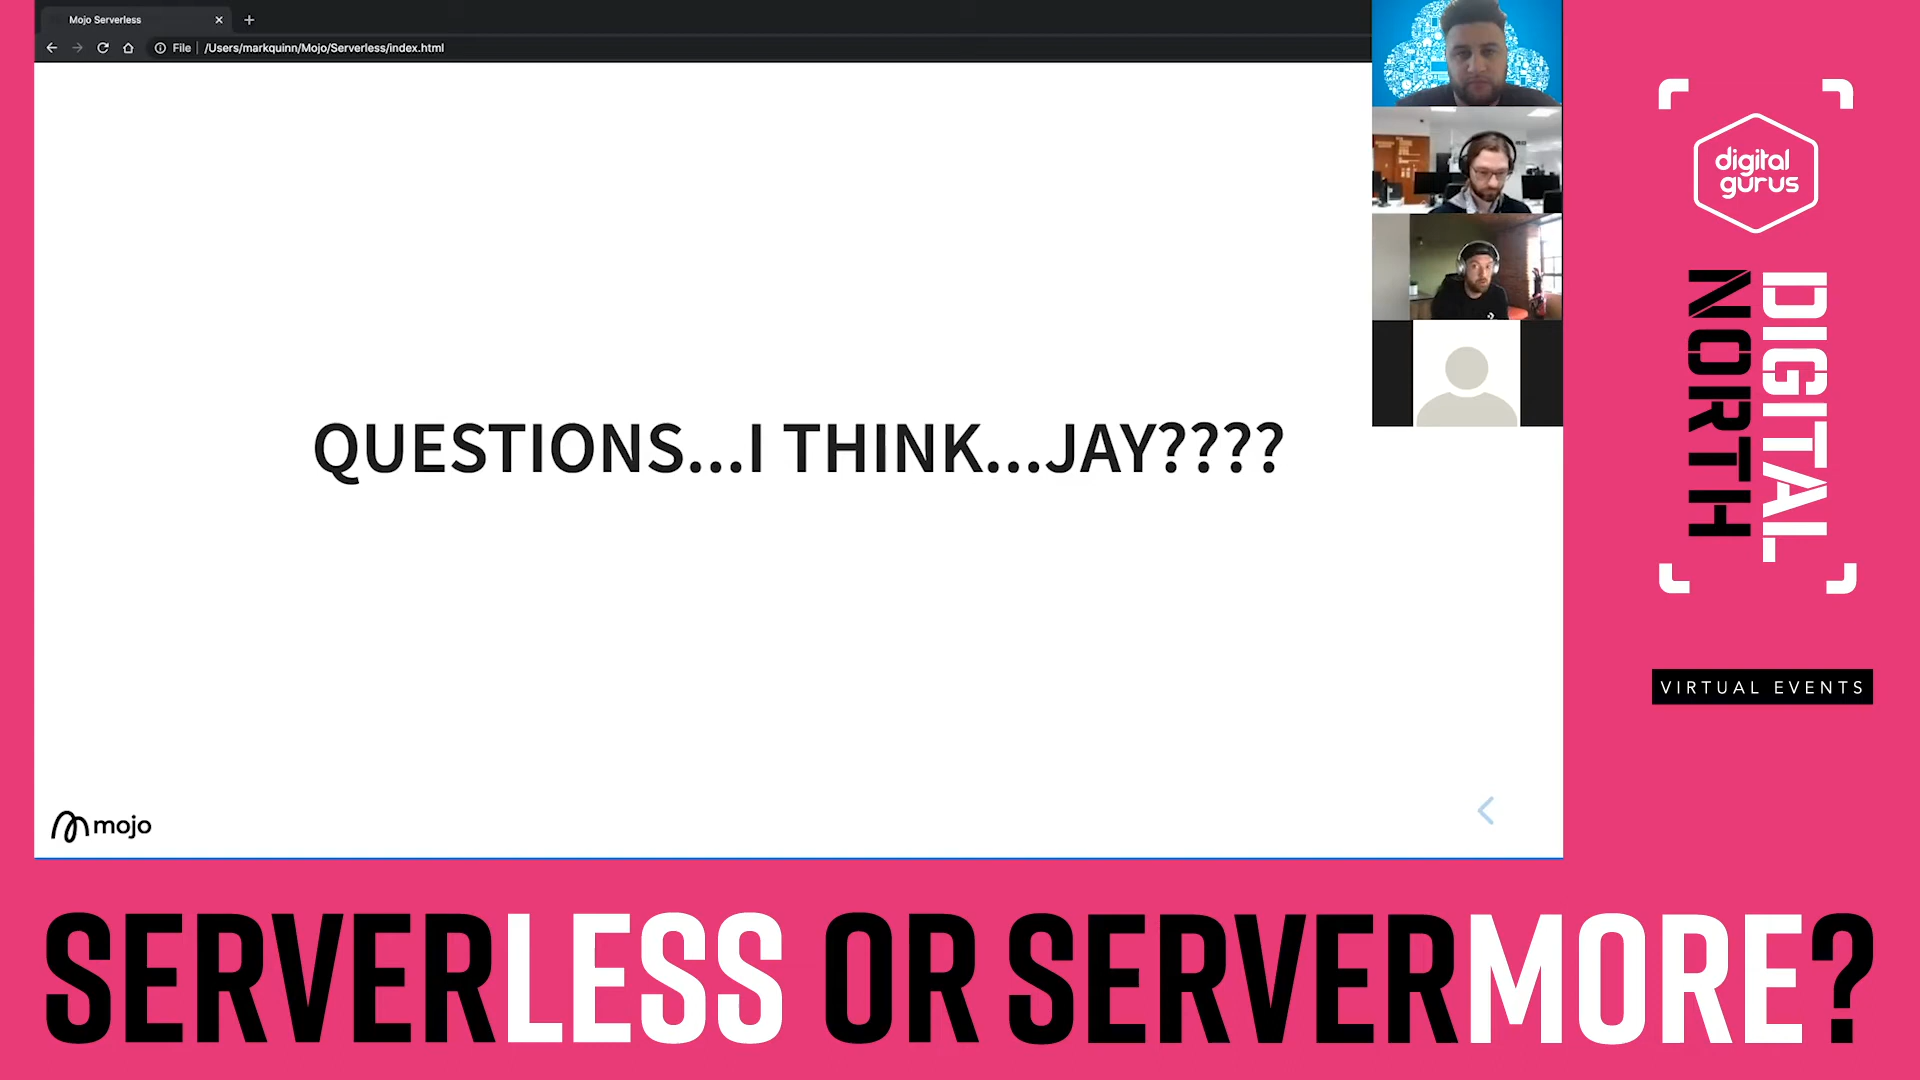 Mojo Serverless
File
/Users/markquinn/Mojo/Serverless/index.html
QUESTIONS...I THINK...JAY????
mojo
digital
gurus
DIGITAL
NORTH
VIRTUAL EVENTS
SERVERLESS OR SERVERMORE?